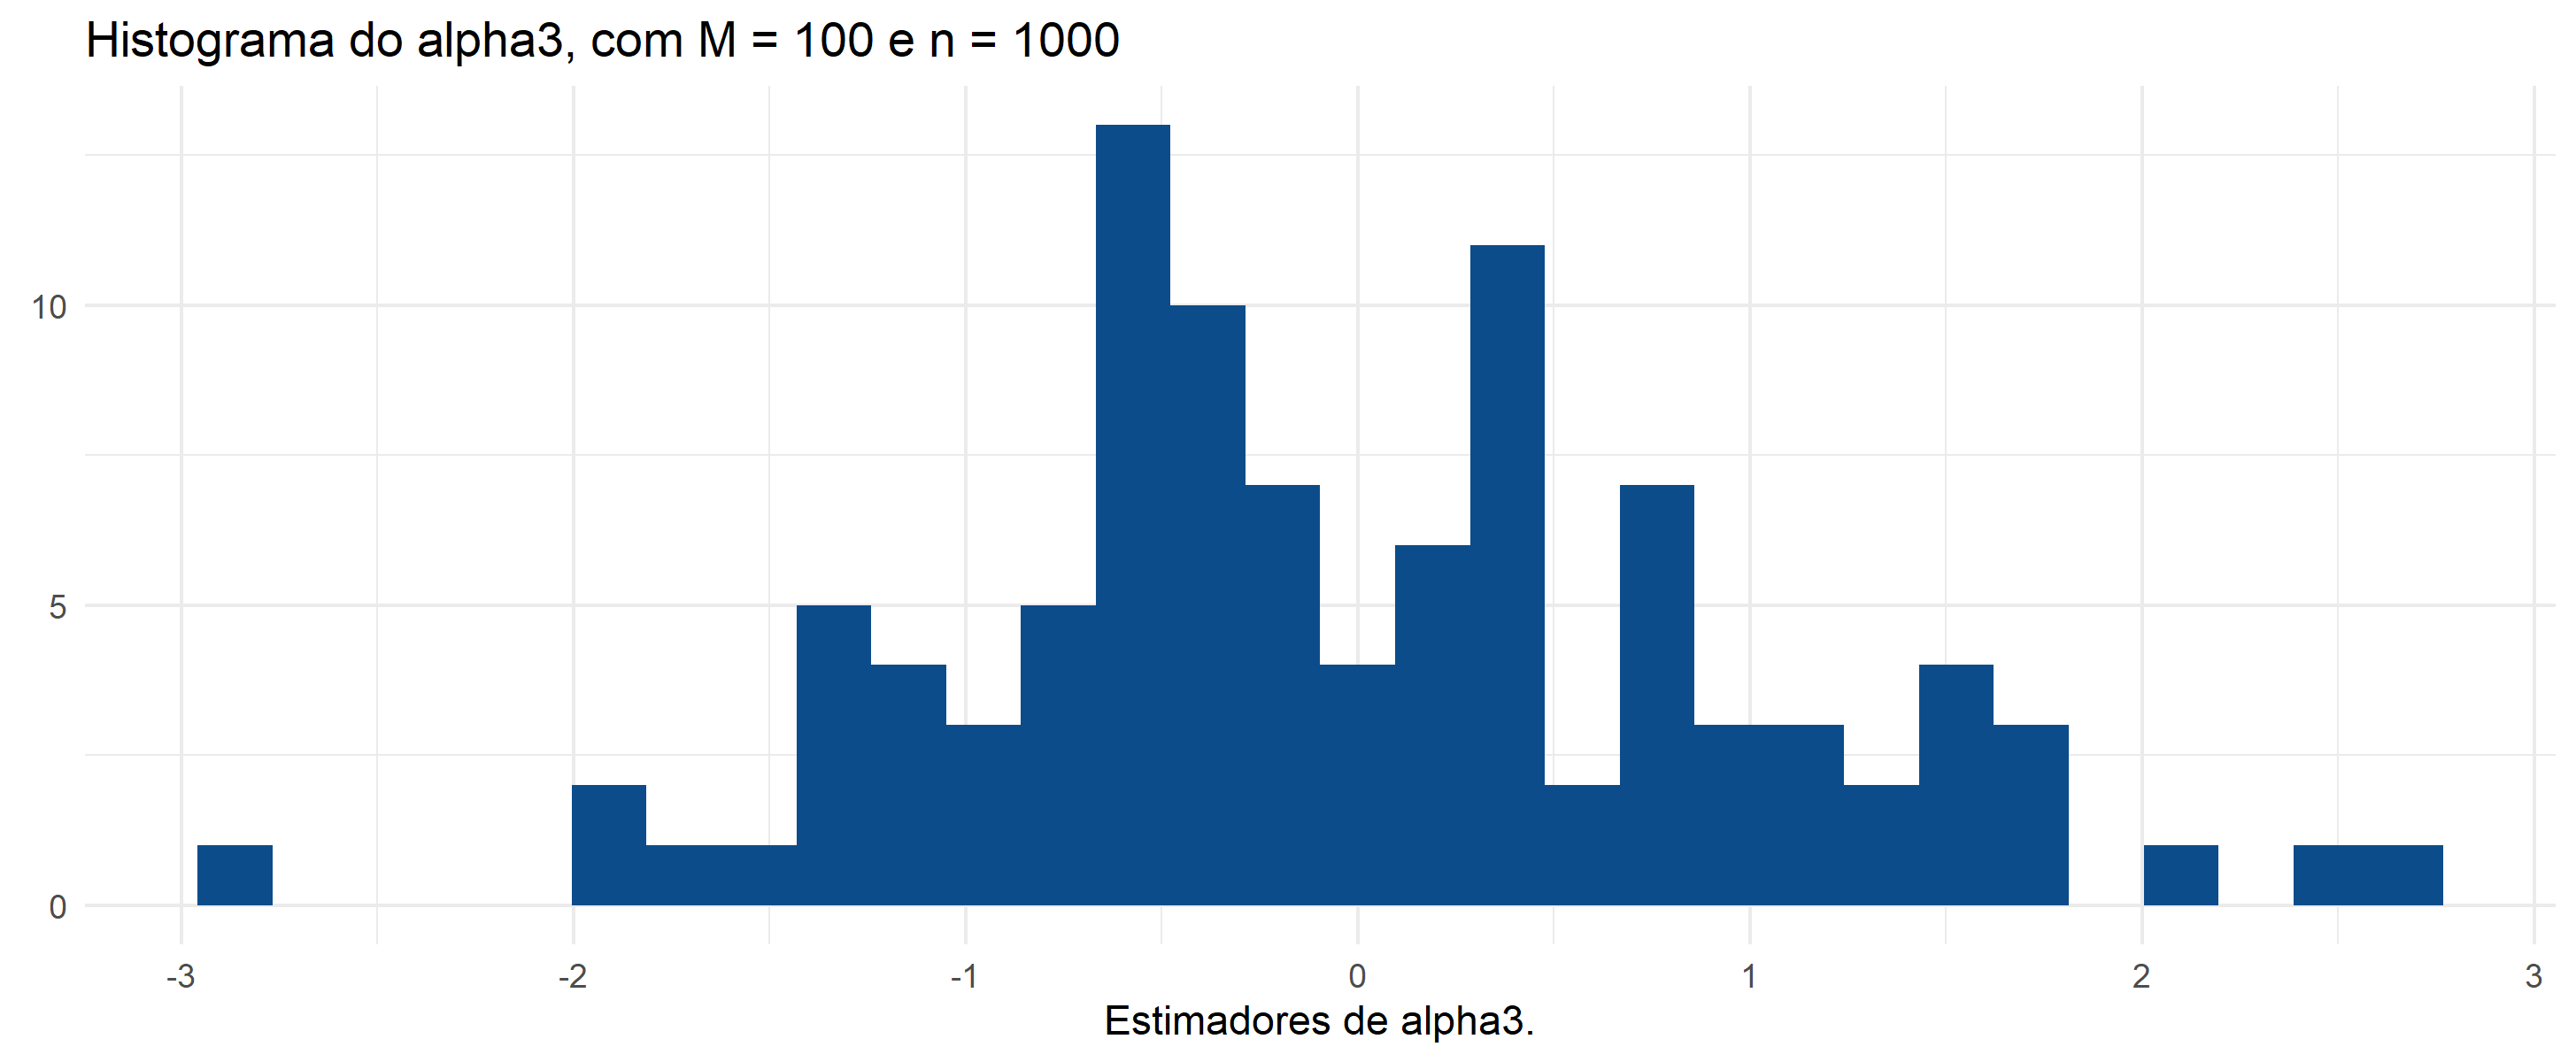 Histograma do alpha3, com M = 100 e n = 1000
10
5
0
-3 -2 -1 0 1 2 3
Estimadores de alpha3.